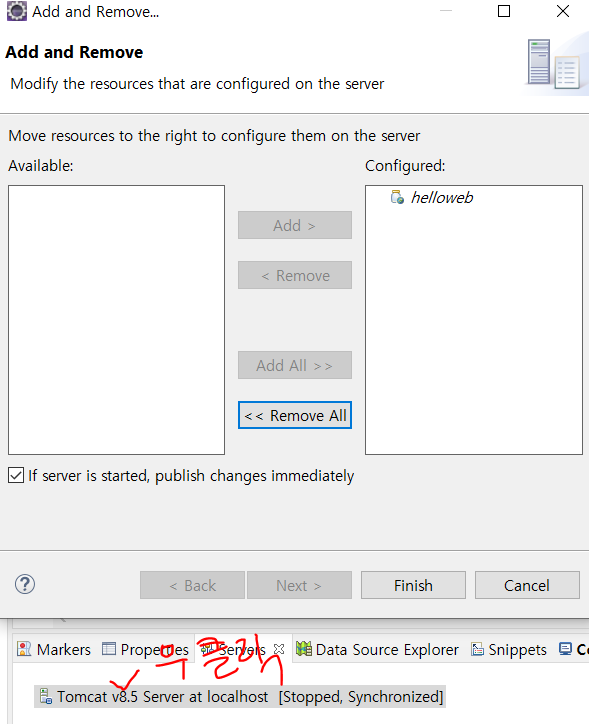 Add and Remove...
Add and Remove
Modify the resources that are configured on the server
Move resources to the right to configure them on the server
Available:
Configured:
helloweb
Add >
< Remove
Add All >>
<< Remove All
If server is started, publish changes immediately
< Back
Next >
Finish
Cancel
Markers
Properties
Servers
Data Source Explorer
Snippets
우클릭
Tomcat v8.5 Server at localhost [Stopped, Synchronized]